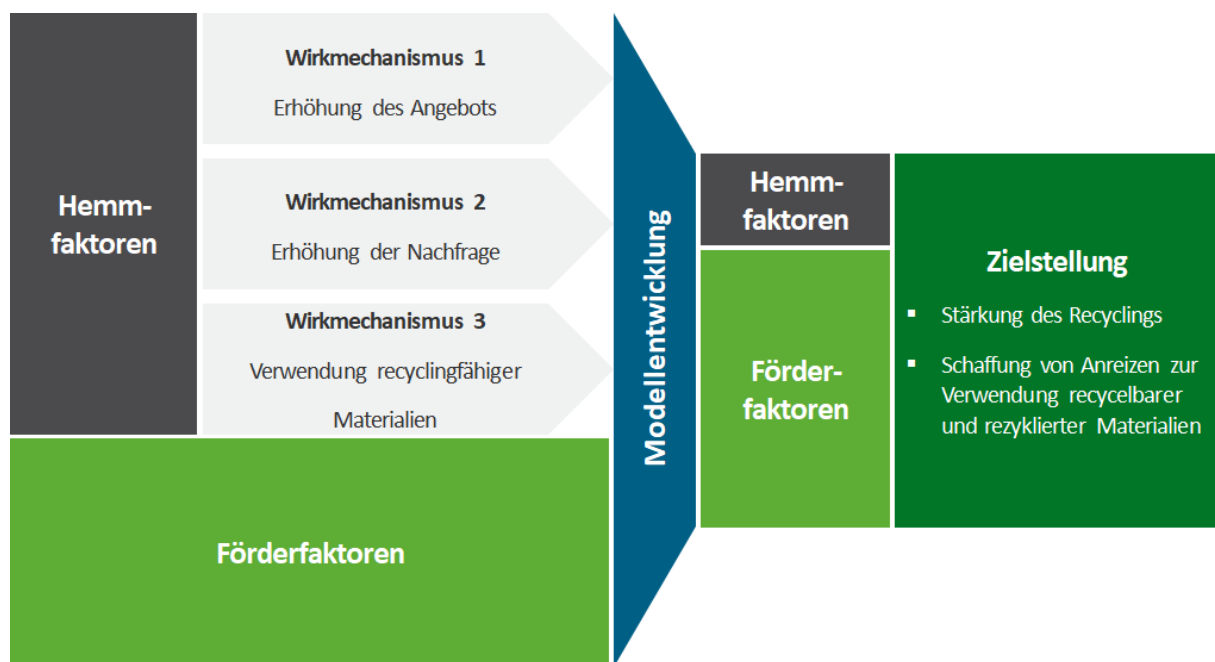 Hemm-
faktoren
Wirkmechanismus 1
Erhöhung des Angebots
Wirkmechanismus 2
Erhöhung der Nachfrage
Wirkmechanismus 3
Verwendung recyclingfähiger
Materialien
Förderfaktoren
Modellentwicklung
Hemm-
faktoren
Förder-
faktoren
Zielstellung
▪ Stärkung des Recyclings
▪ Schaffung von Anreizen zur
Verwendung recycelbarer
und rezyklierter Materialien